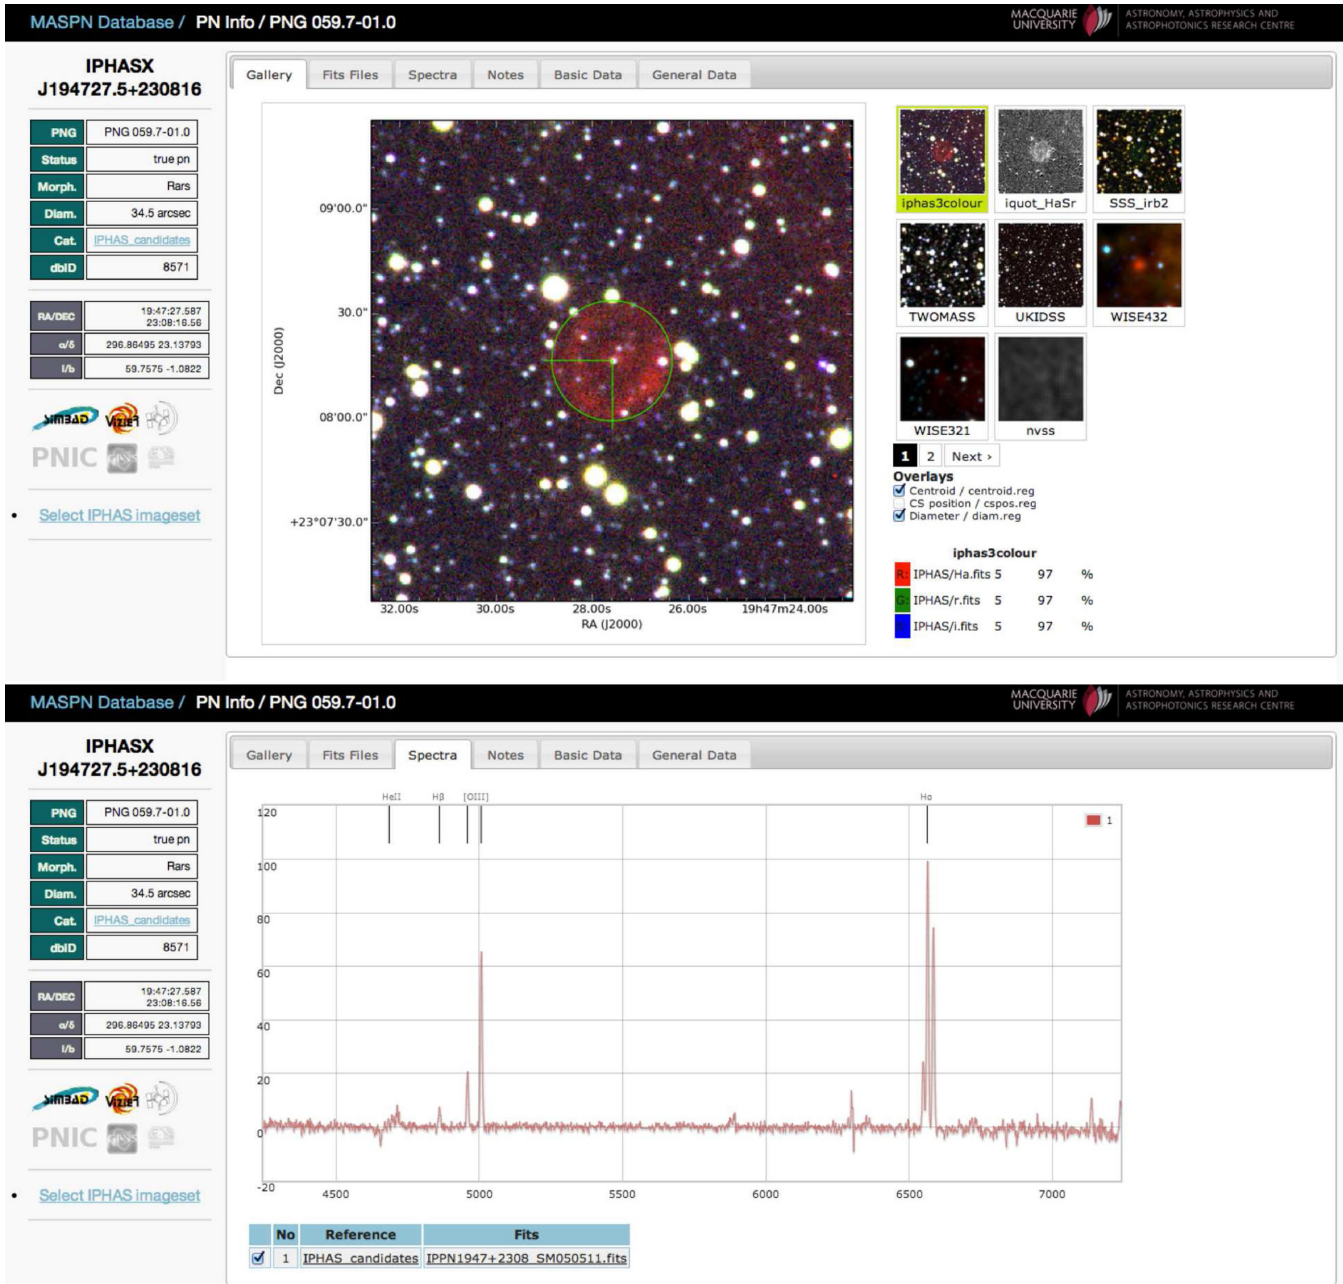 MASPN Database / PN Info / PNG 059.7-01.0
MACQUARIE
UNIVERSITY
ASTRONOMY, ASTROPHYSICS AND
ASTROPHOTONICS RESEARCH CENTRE
IPHASX
J194727.5+230816
PNG PNG 059.7-01.0
Status true pn
Morph. Rars
Diam. 34.5 arcsec
Cat. IPHAS_candidates
dbID 8571
RA/DEC 19:47:27.587
23:08:16.56
α/δ 296.86495 23.13793
l/b 59.7575 -1.0822
SIMBAD VizieR
PNIC
Select IPHAS imageset
Gallery Fits Files Spectra Notes Basic Data General Data
09'00.0"
30.0"
08'00.0"
+23°07'30.0"
Dec (J2000)
32.00s 30.00s 28.00s 26.00s 19h47m24.00s
RA (J2000)
iphas3colour iquot_HaSr SSS_irb2
TWOMASS UKIDSS WISE432
WISE321 nvss
1 2 Next ›
Overlays
Centroid / centroid.reg
CS position / cspos.reg
Diameter / diam.reg
iphas3colour
R: IPHAS/Ha.fits 5 97 %
G: IPHAS/r.fits 5 97 %
IPHAS/i.fits 5 97 %
MASPN Database / PN Info / PNG 059.7-01.0
MACQUARIE
UNIVERSITY
ASTRONOMY, ASTROPHYSICS AND
ASTROPHOTONICS RESEARCH CENTRE
IPHASX
J194727.5+230816
PNG PNG 059.7-01.0
Status true pn
Morph. Rars
Diam. 34.5 arcsec
Cat. IPHAS_candidates
dbID 8571
RA/DEC 19:47:27.587
23:08:16.56
α/δ 296.86495 23.13793
l/b 59.7575 -1.0822
SIMBAD VizieR
PNIC
Select IPHAS imageset
Gallery Fits Files Spectra Notes Basic Data General Data
HeII Hβ [OIII] Hα
120
100
80
60
40
20
0
-20
4500 5000 5500 6000 6500 7000
1
No Reference Fits
1 IPHAS_candidates IPPN1947+2308_SM050511.fits